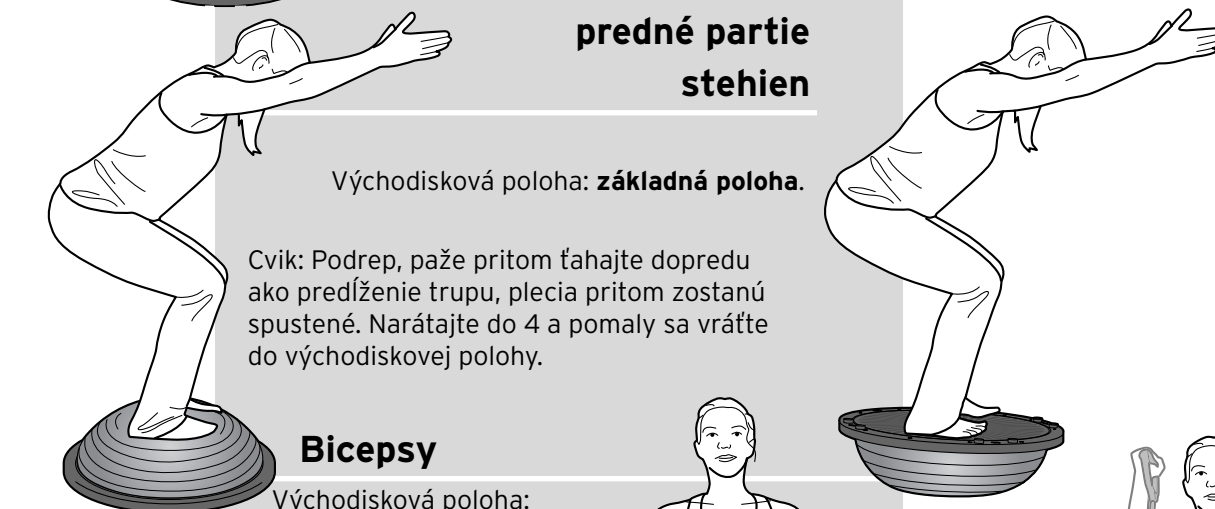 predné partie
stehien
Východisková poloha: základná poloha.
Cvik: Podrep, paže pritom ťahajte dopredu
ako predĺženie trupu, plecia pritom zostanú
spustené. Narátajte do 4 a pomaly sa vráťte
do východiskovej polohy.
Bicepsy
Východisková poloha: